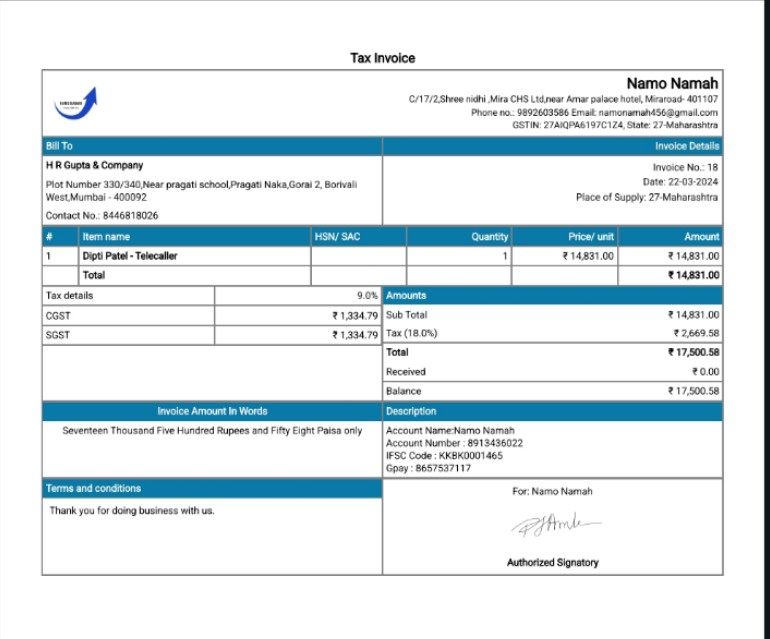 Tax Invoice
Namo Namah
C/17/2,Shree nidhi ,Mira CHS Ltd,near Amar palace hotel, Miraroad- 401107
Phone no.: 9892603586 Email: namonamah456@gmail.com
GSTIN: 27AIQPA6197C1Z4, State: 27-Maharashtra
Bill To
Invoice Details
H R Gupta & Company
Invoice No.: 18
Plot Number 330/340,Near pragati school,Pragati Naka,Gorai 2, Borivali
Date: 22-03-2024
West,Mumbai - 400092
Place of Supply: 27-Maharashtra
Contact No.: 8446818026
# Item name HSN/ SAC Quantity Price/ unit Amount
1 Dipti Patel - Telecaller 1 ₹ 14,831.00 ₹ 14,831.00
Total ₹ 14,831.00
Tax details 9.0%
CGST ₹ 1,334.79
SGST ₹ 1,334.79
Amounts
Sub Total ₹ 14,831.00
Tax (18.0%) ₹ 2,669.58
Total ₹ 17,500.58
Received ₹ 0.00
Balance ₹ 17,500.58
Invoice Amount In Words
Seventeen Thousand Five Hundred Rupees and Fifty Eight Paisa only
Description
Account Name:Namo Namah
Account Number : 8913436022
IFSC Code : KKBK0001465
Gpay : 8657537117
Terms and conditions
Thank you for doing business with us.
For: Namo Namah
Authorized Signatory